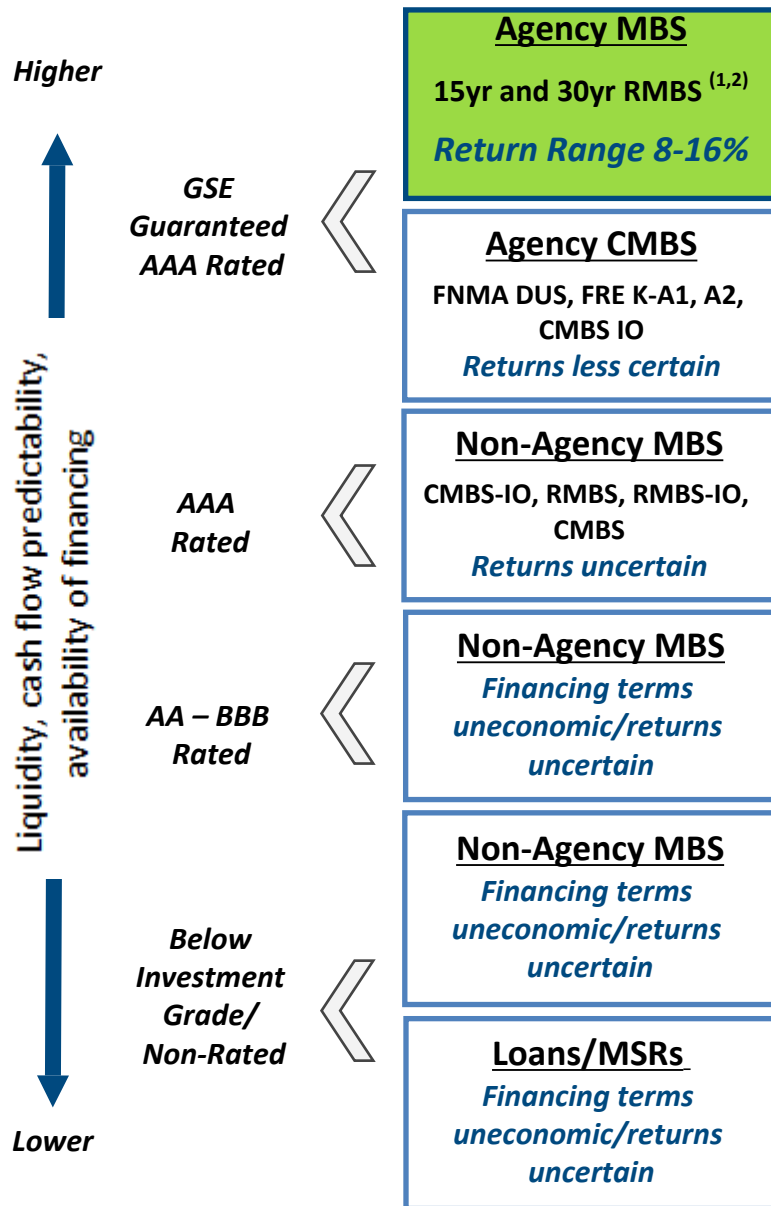 Higher
Liquidity, cash flow predictability,
availability of financing
Lower
GSE
Guaranteed
AAA Rated
Agency MBS
15yr and 30yr RMBS (1,2)
Return Range 8-16%
Agency CMBS
FNMA DUS, FRE K-A1, A2,
CMBS IO
Returns less certain
AAA
Rated
Non-Agency MBS
CMBS-IO, RMBS, RMBS-IO,
CMBS
Returns uncertain
AA – BBB
Rated
Non-Agency MBS
Financing terms
uneconomic/returns
uncertain
Below
Investment
Grade/
Non-Rated
Non-Agency MBS
Financing terms
uneconomic/returns
uncertain
Loans/MSRs
Financing terms
uneconomic/returns
uncertain